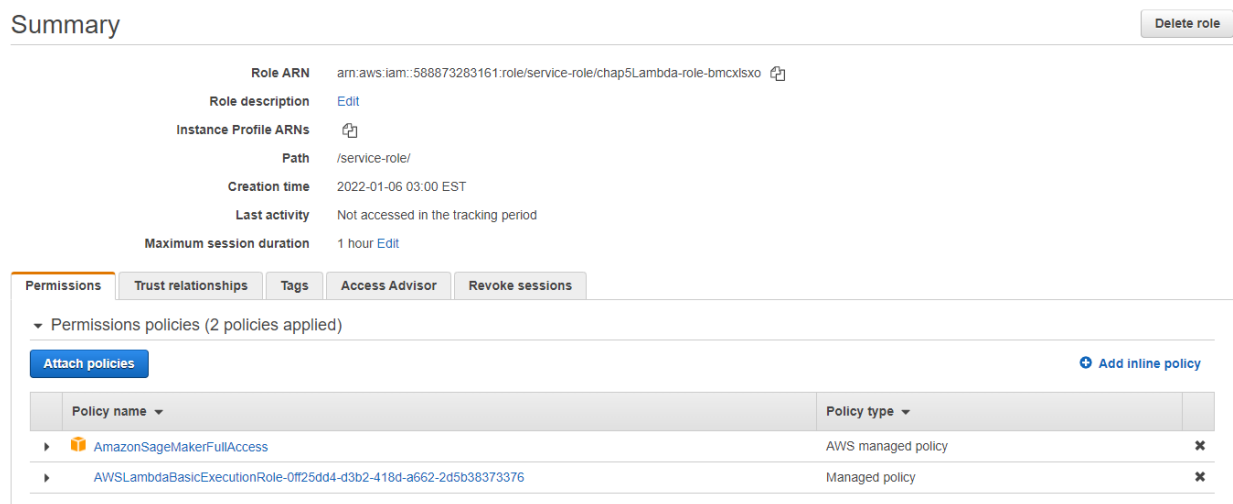 Summary
Delete role
Role ARN arn:aws:iam::588873283161:role/service-role/chap5Lambda-role-bmcxlsxo
Role description Edit
Instance Profile ARNs
Path /service-role/
Creation time 2022-01-06 03:00 EST
Last activity Not accessed in the tracking period
Maximum session duration 1 hour Edit
Permissions Trust relationships Tags Access Advisor Revoke sessions
Permissions policies (2 policies applied)
Attach policies Add inline policy
Policy name Policy type
AmazonSageMakerFullAccess AWS managed policy
AWSLambdaBasicExecutionRole-0ff25dd4-d3b2-418d-a662-2d5b38373376 Managed policy